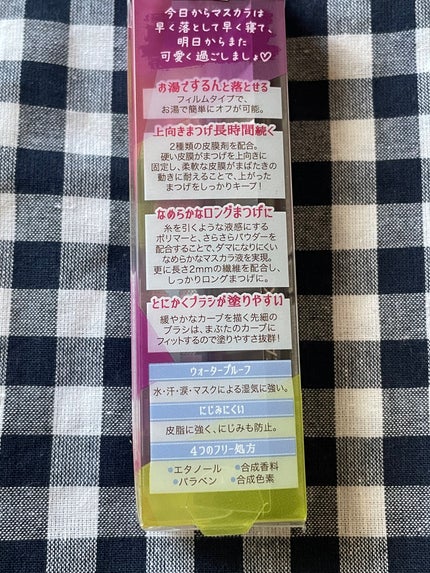 今日からマスカラは
早く落として早く寝て、
明日からまた
可愛く過ごしましょ♡
お湯でするんと落とせる
フィルムタイプで、
お湯で簡単にオフが可能。
上向きまつげ長時間続く
2種類の皮膜剤を配合。
硬い皮膜がまつげを上向きに
固定し、柔軟な皮膜がまばたきの
動きに耐えることで、上がった
まつげをしっかりキープ!
なめらかなロングまつげに
糸を引くような液感にする
ポリマーと、さらさらパウダーを
配合することで、ダマになりにくい
なめらかなマスカラ液を実現。
更に長さ2mmの繊維を配合し、
しっかりロングまつげに。
とにかくブラシが塗りやすい
緩やかなカーブを描く先細の
ブラシは、まぶたのカーブに
フィットするので塗りやすさ抜群!
ウォータープルーフ
水・汗・涙・マスクによる湿気に強い。
にじみにくい
皮脂に強く、にじみも防止。
4つのフリー処方
●エタノール ●合成香料
●パラベン ●合成色素